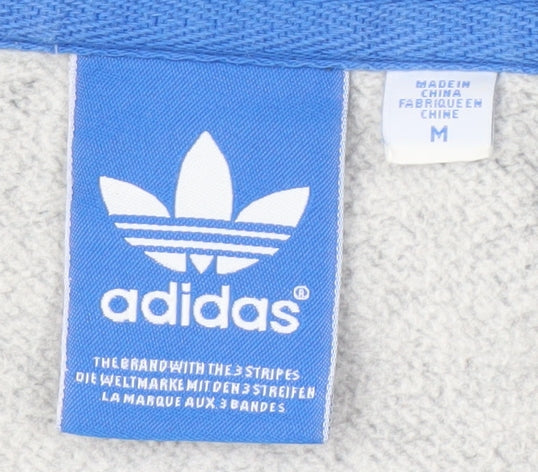 MADE IN
CHINA
FABRIQUE EN
CHINE
M
adidas®
THE BRAND WITH THE 3 STRIPES
DIE WELTMARKE MIT DEN 3 STREIFEN
LA MARQUE AUX 3 BANDES